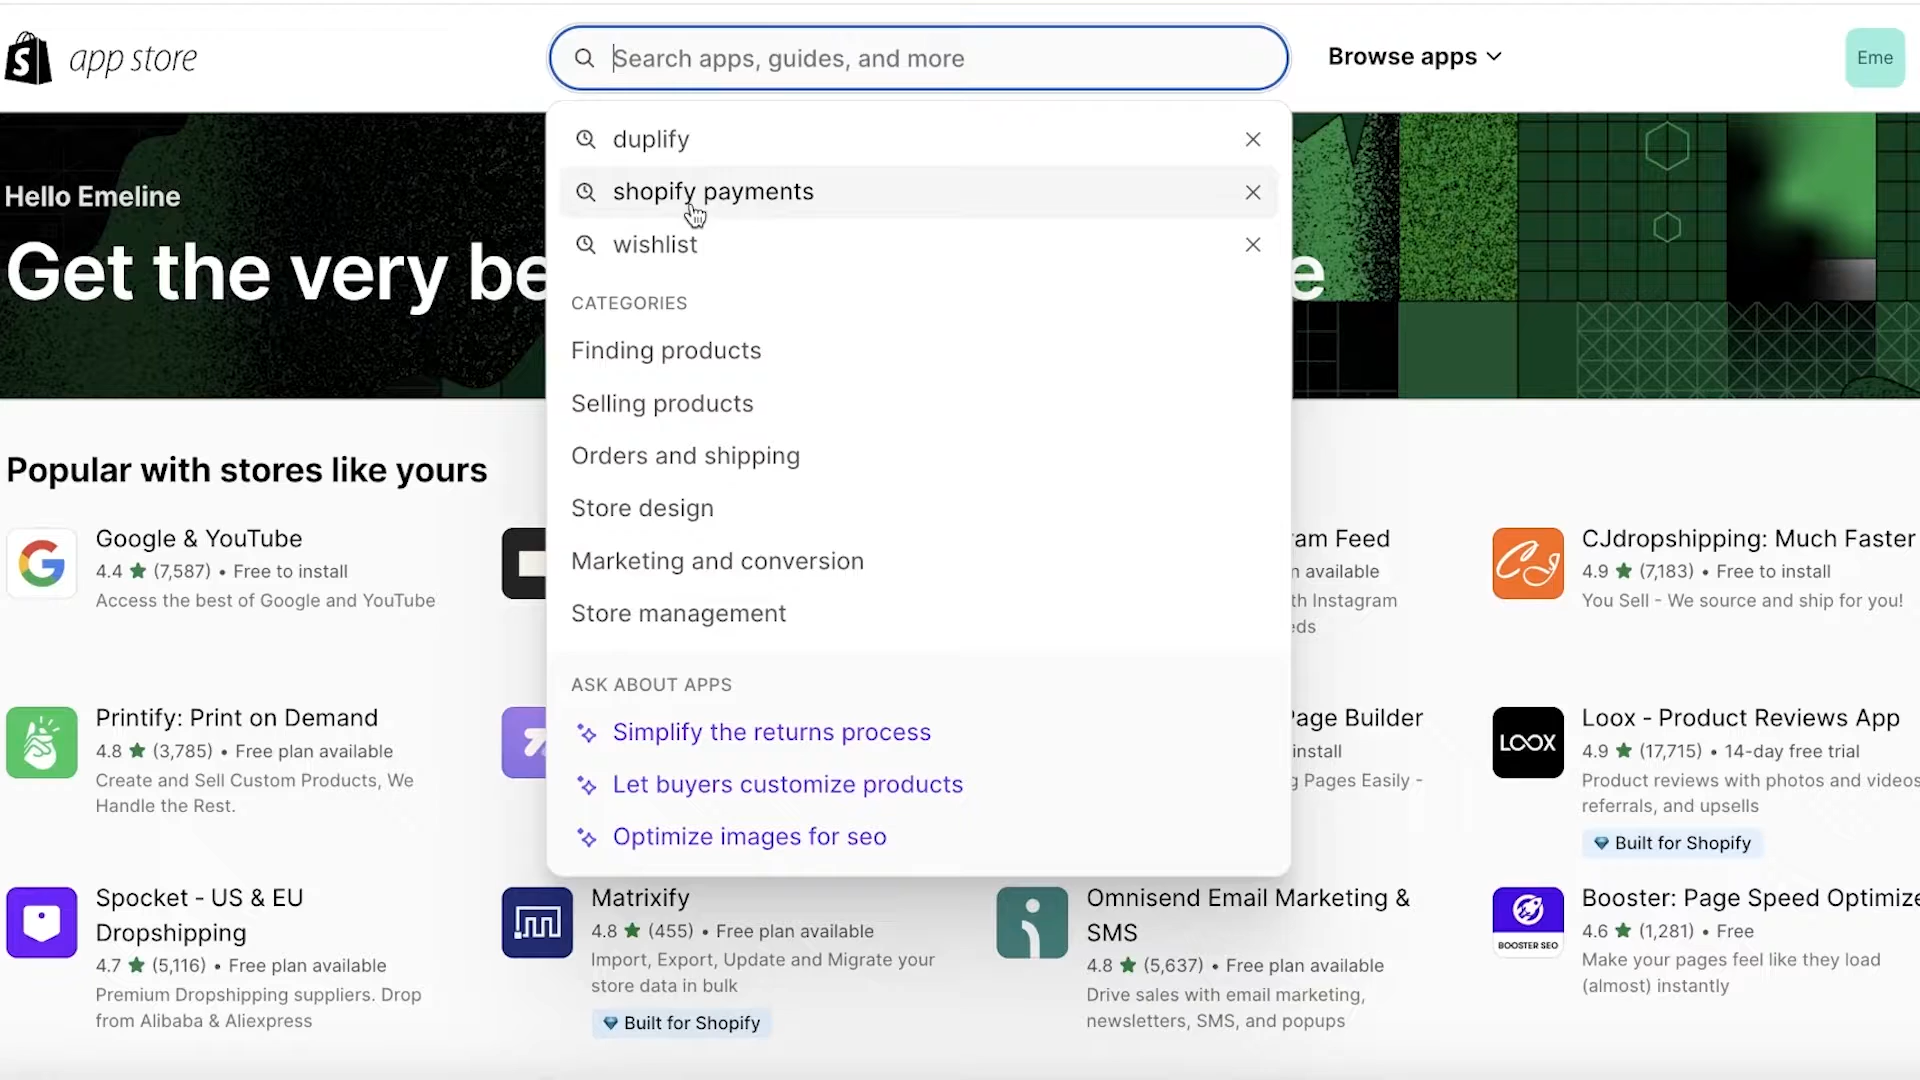 app store
Search apps, guides, and more
Browse apps
Eme
duplify
shopify payments
wishlist
CATEGORIES
Finding products
Selling products
Orders and shipping
Store design
Marketing and conversion
Store management
ASK ABOUT APPS
Simplify the returns process
Let buyers customize products
Optimize images for seo
Hello Emeline
Get the very be
e
Popular with stores like yours
Google & YouTube
4.4 ★ (7,587) • Free to install
Access the best of Google and YouTube
ram Feed
n available
th Instagram
eds
CJdropshipping: Much Faster
4.9 ★ (7,183) • Free to install
You Sell - We source and ship for you!
Printify: Print on Demand
4.8 ★ (3,785) • Free plan available
Create and Sell Custom Products, We
Handle the Rest.
Page Builder
install
g Pages Easily -
LOOX
Loox - Product Reviews App
4.9 ★ (17,715) • 14-day free trial
Product reviews with photos and videos
referrals, and upsells
Built for Shopify
Spocket - US & EU
Dropshipping
4.7 ★ (5,116) • Free plan available
Premium Dropshipping suppliers. Drop
from Alibaba & Aliexpress
Matrixify
4.8 ★ (455) • Free plan available
Import, Export, Update and Migrate your
store data in bulk
Built for Shopify
Omnisend Email Marketing &
SMS
4.8 ★ (5,637) • Free plan available
Drive sales with email marketing,
newsletters, SMS, and popups
BOOSTER SEO
Booster: Page Speed Optimize
4.6 ★ (1,281) • Free
Make your pages feel like they load
(almost) instantly